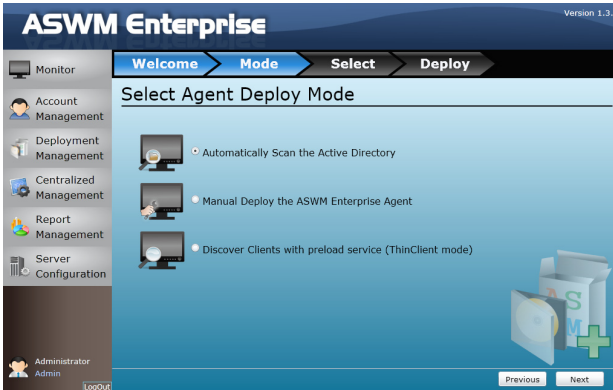 ASWM Enterprise
Version 1.3.
Monitor
Account
Management
Deployment
Management
Centralized
Management
Report
Management
Server
Configuration
Administrator
Admin
LogOut
Welcome
Mode
Select
Deploy
Select Agent Deploy Mode
Automatically Scan the Active Directory
Manual Deploy the ASWM Enterprise Agent
Discover Clients with preload service (ThinClient mode)
AS
M
Previous
Next